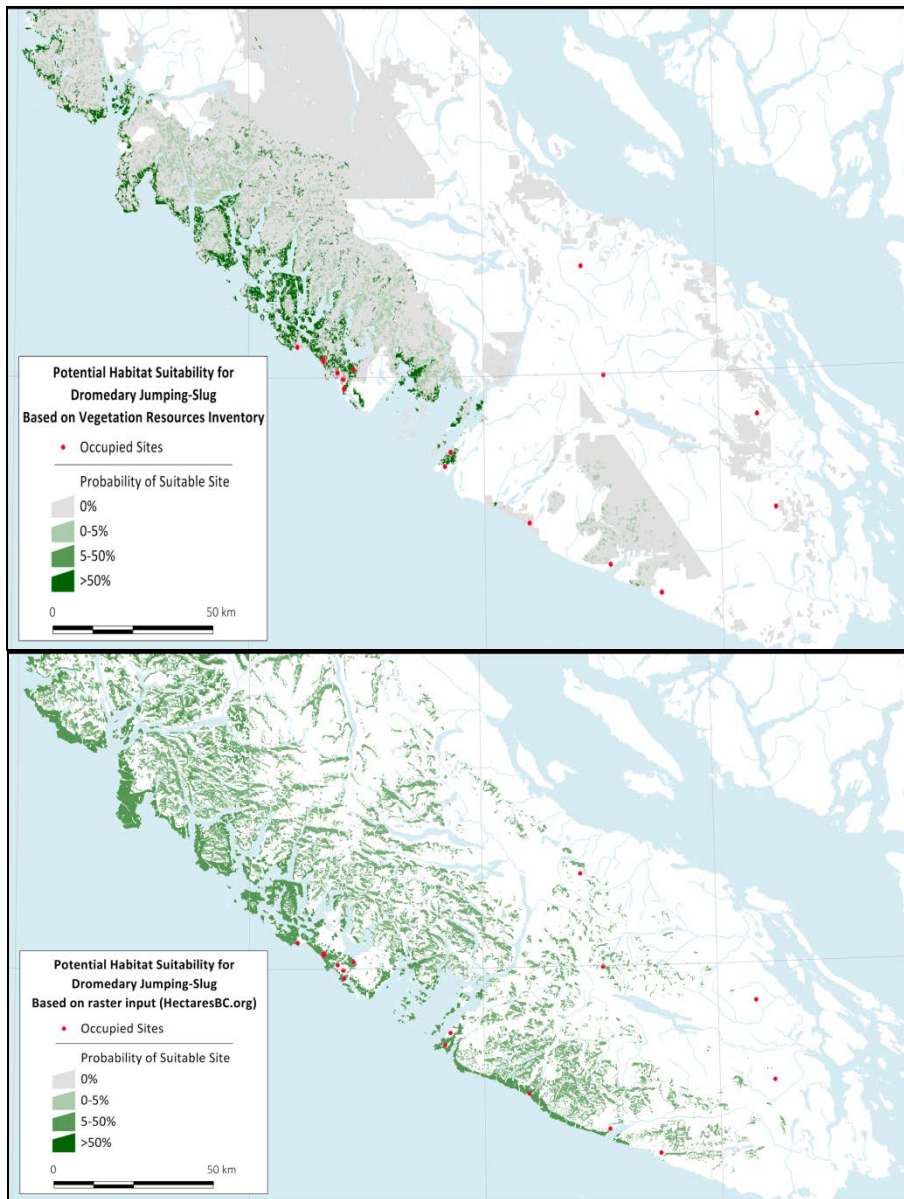 Potential Habitat Suitability for
Dromedary Jumping-Slug
Based on Vegetation Resources Inventory
Occupied Sites
Probability of Suitable Site
0%
0-5%
5-50%
>50%
0 50 km
Potential Habitat Suitability for
Dromedary Jumping-Slug
Based on raster input (HectaresBC.org)
Occupied Sites
Probability of Suitable Site
0%
0-5%
5-50%
>50%
0 50 km